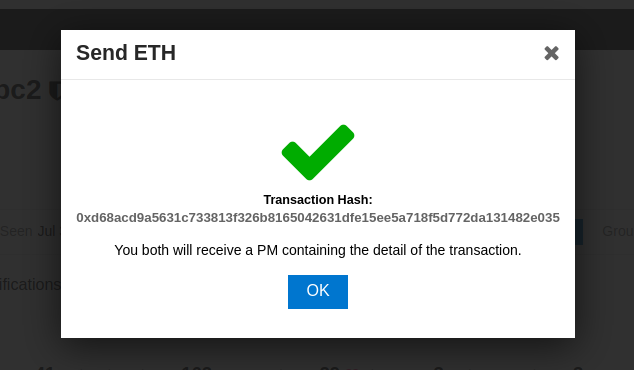 Send ETH
pc2
Transaction Hash:
0xd68acd9a5631c733813f326b8165042631dfe15ee5a718f5d772da131482e035
Seen Jul
Grou
You both will receive a PM containing the detail of the transaction.
ifications
OK